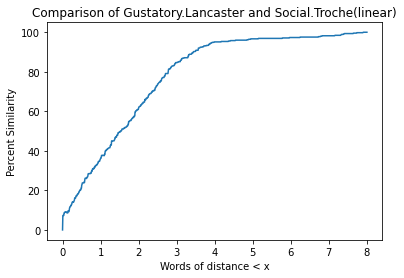 Comparison of Gustatory.Lancaster and Social.Troche(linear)
100
80
60
40
20
0
Percent Similarity
0 1 2 3 4 5 6 7 8
Words of distance < x